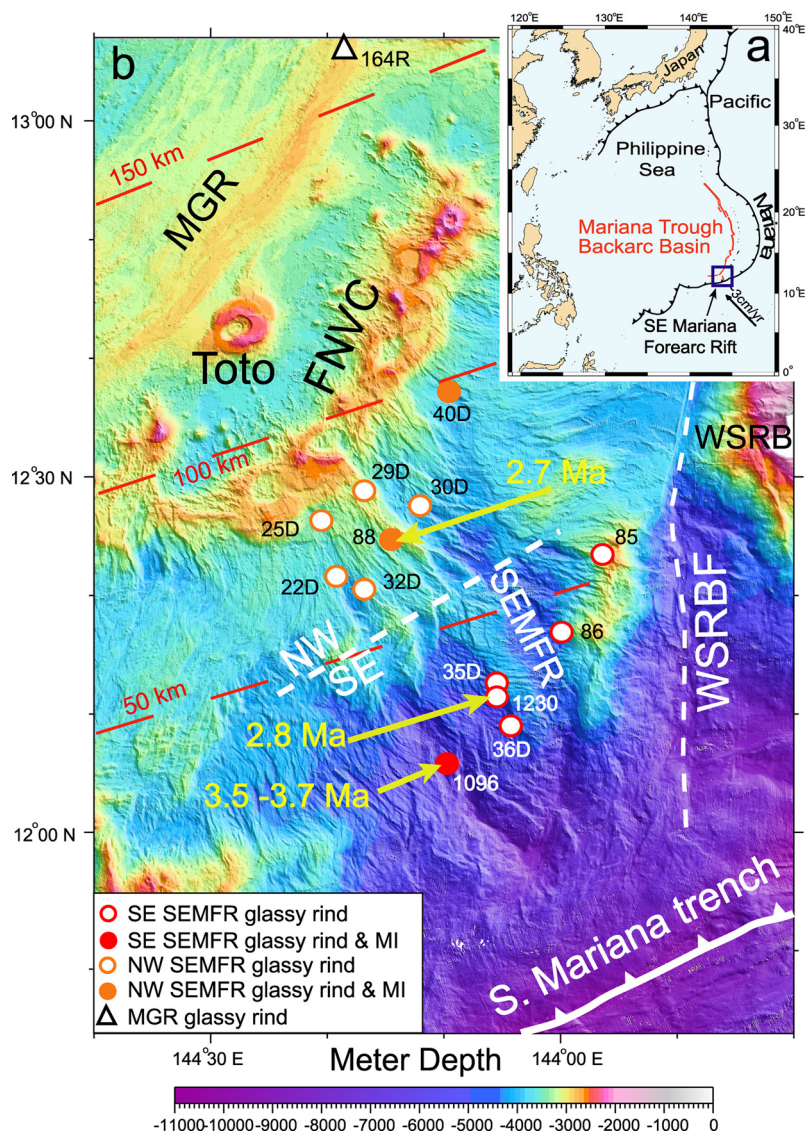 b
164R
13°00 N
150 km
MGR
Toto
FNVC
40D
100 km
12°30 N
29D
30D
2.7 Ma
25D
88
85
22D
32D
86
NW
SE
SEMFR
WSRB
WSRBF
50 km
35D
1230
2.8 Ma
36D
3.5 -3.7 Ma
1096
12°00 N
S. Mariana trench
SE SEMFR glassy rind
SE SEMFR glassy rind & MI
NW SEMFR glassy rind
NW SEMFR glassy rind & MI
MGR glassy rind
144°30 E
Meter Depth
144°00 E
-11000 -10000 -9000 -8000 -7000 -6000 -5000 -4000 -3000 -2000 -1000 0
120°E 130°E 140°E 150°E
a
40°E
Japan
Pacific
30°E
Philippine
Sea
20°E
Mariana Trough
Backarc Basin
Mariana
10°E
3cm/yr
SE Mariana
Forearc Rift
0°